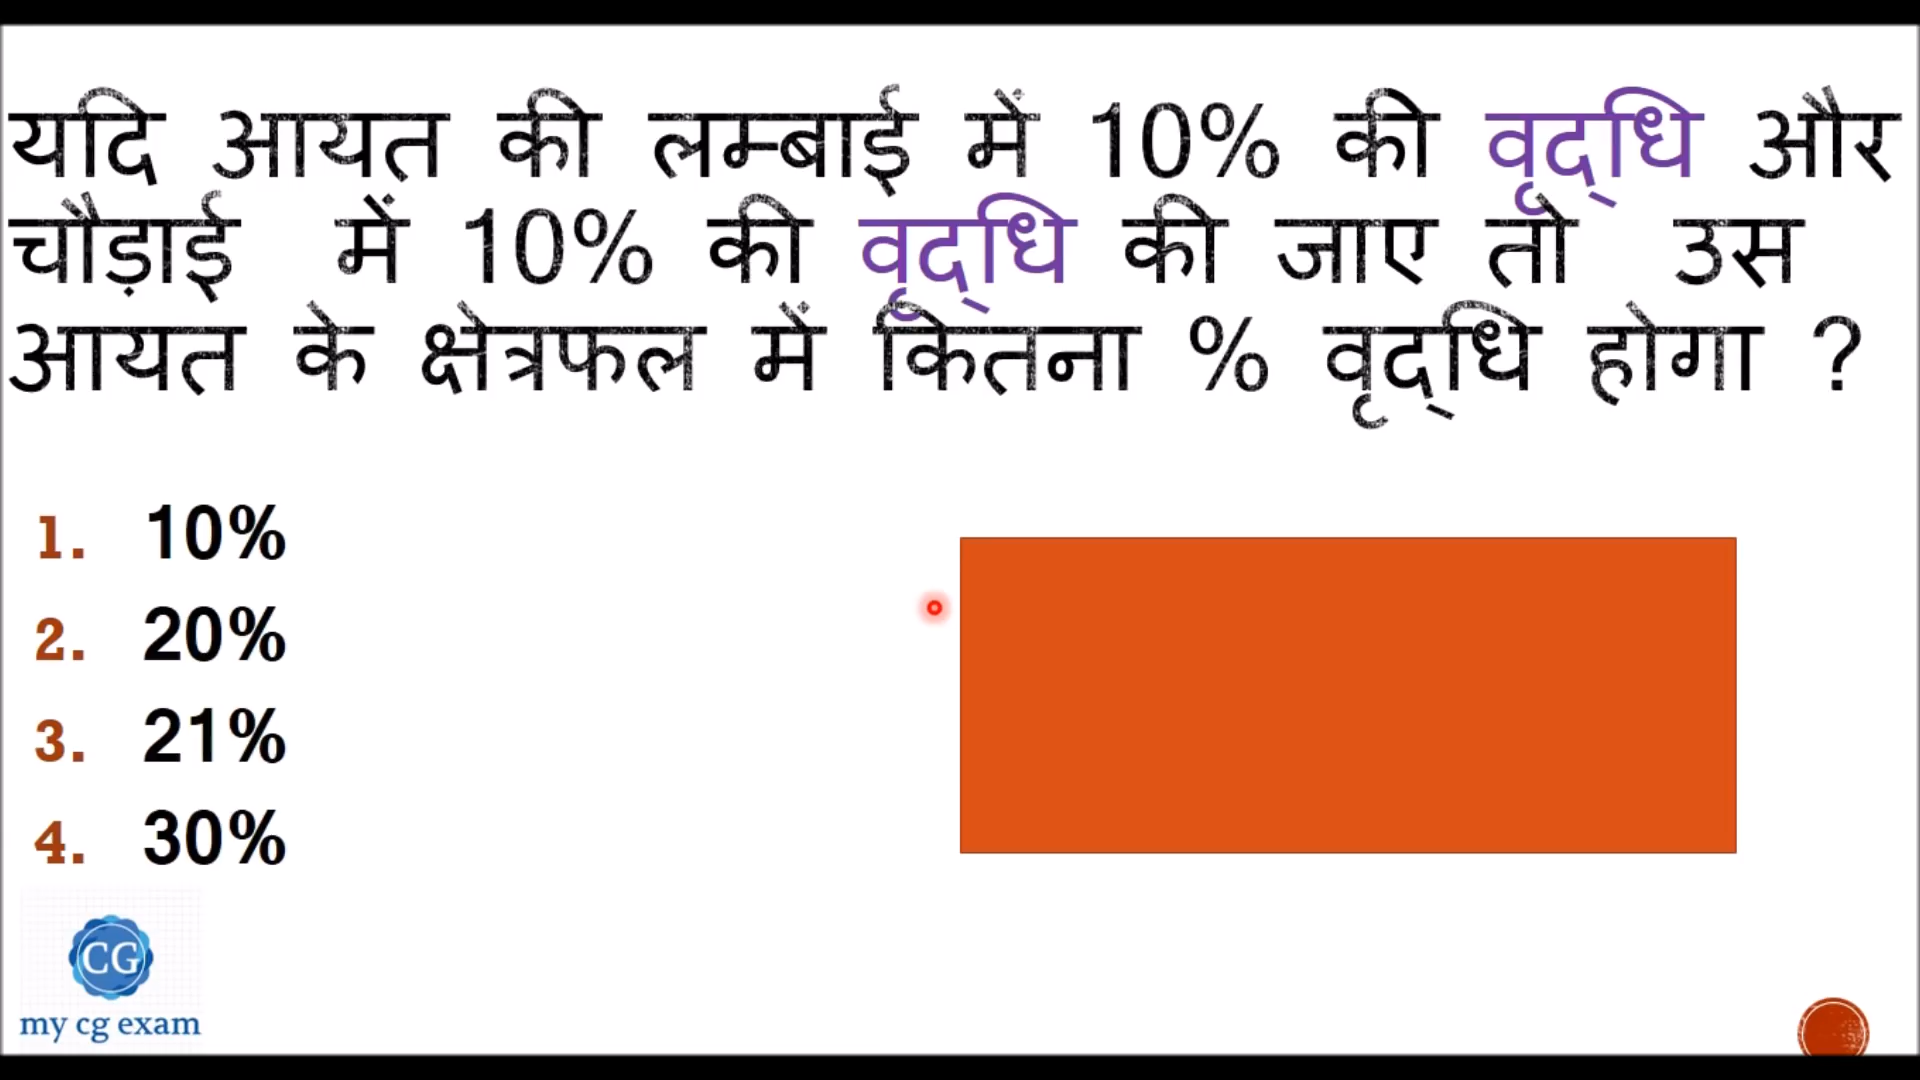 यदि आयत की लम्बाई में 10% की वृद्धि और
चौड़ाई में 10% की वृद्धि की जाए तो उस
आयत के क्षेत्रफल में कितना % वृद्धि होगा ?
1. 10%
2. 20%
3. 21%
4. 30%
CG
my cg exam